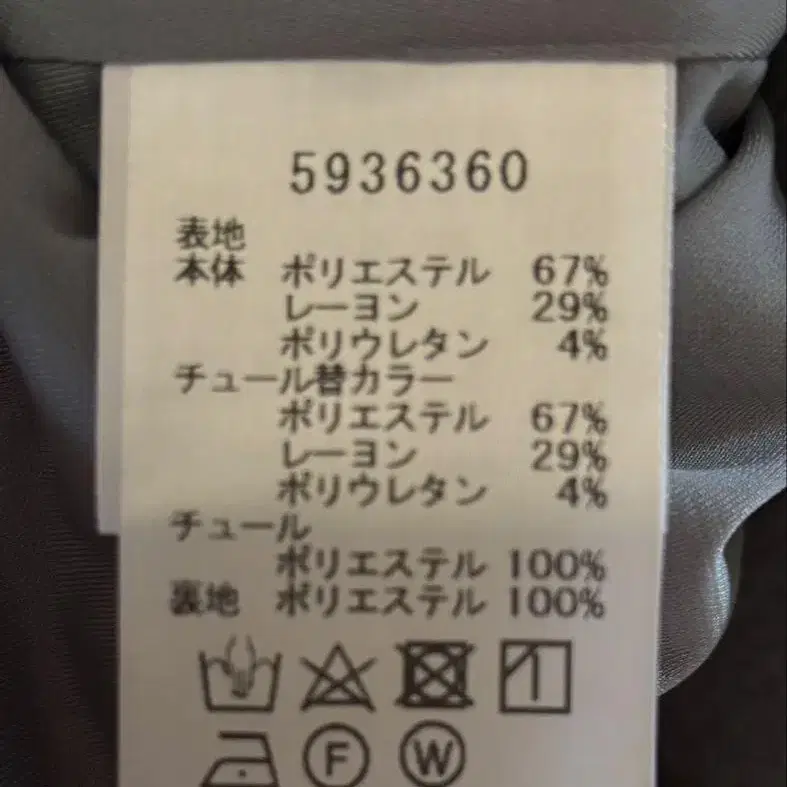 5936360
表地
本体 ポリエステル 67%
レーヨン 29%
ポリウレタン 4%
チュール替カラー
ポリエステル 67%
レーヨン 29%
ポリウレタン 4%
チュール
ポリエステル 100%
裏地 ポリエステル 100%
F W